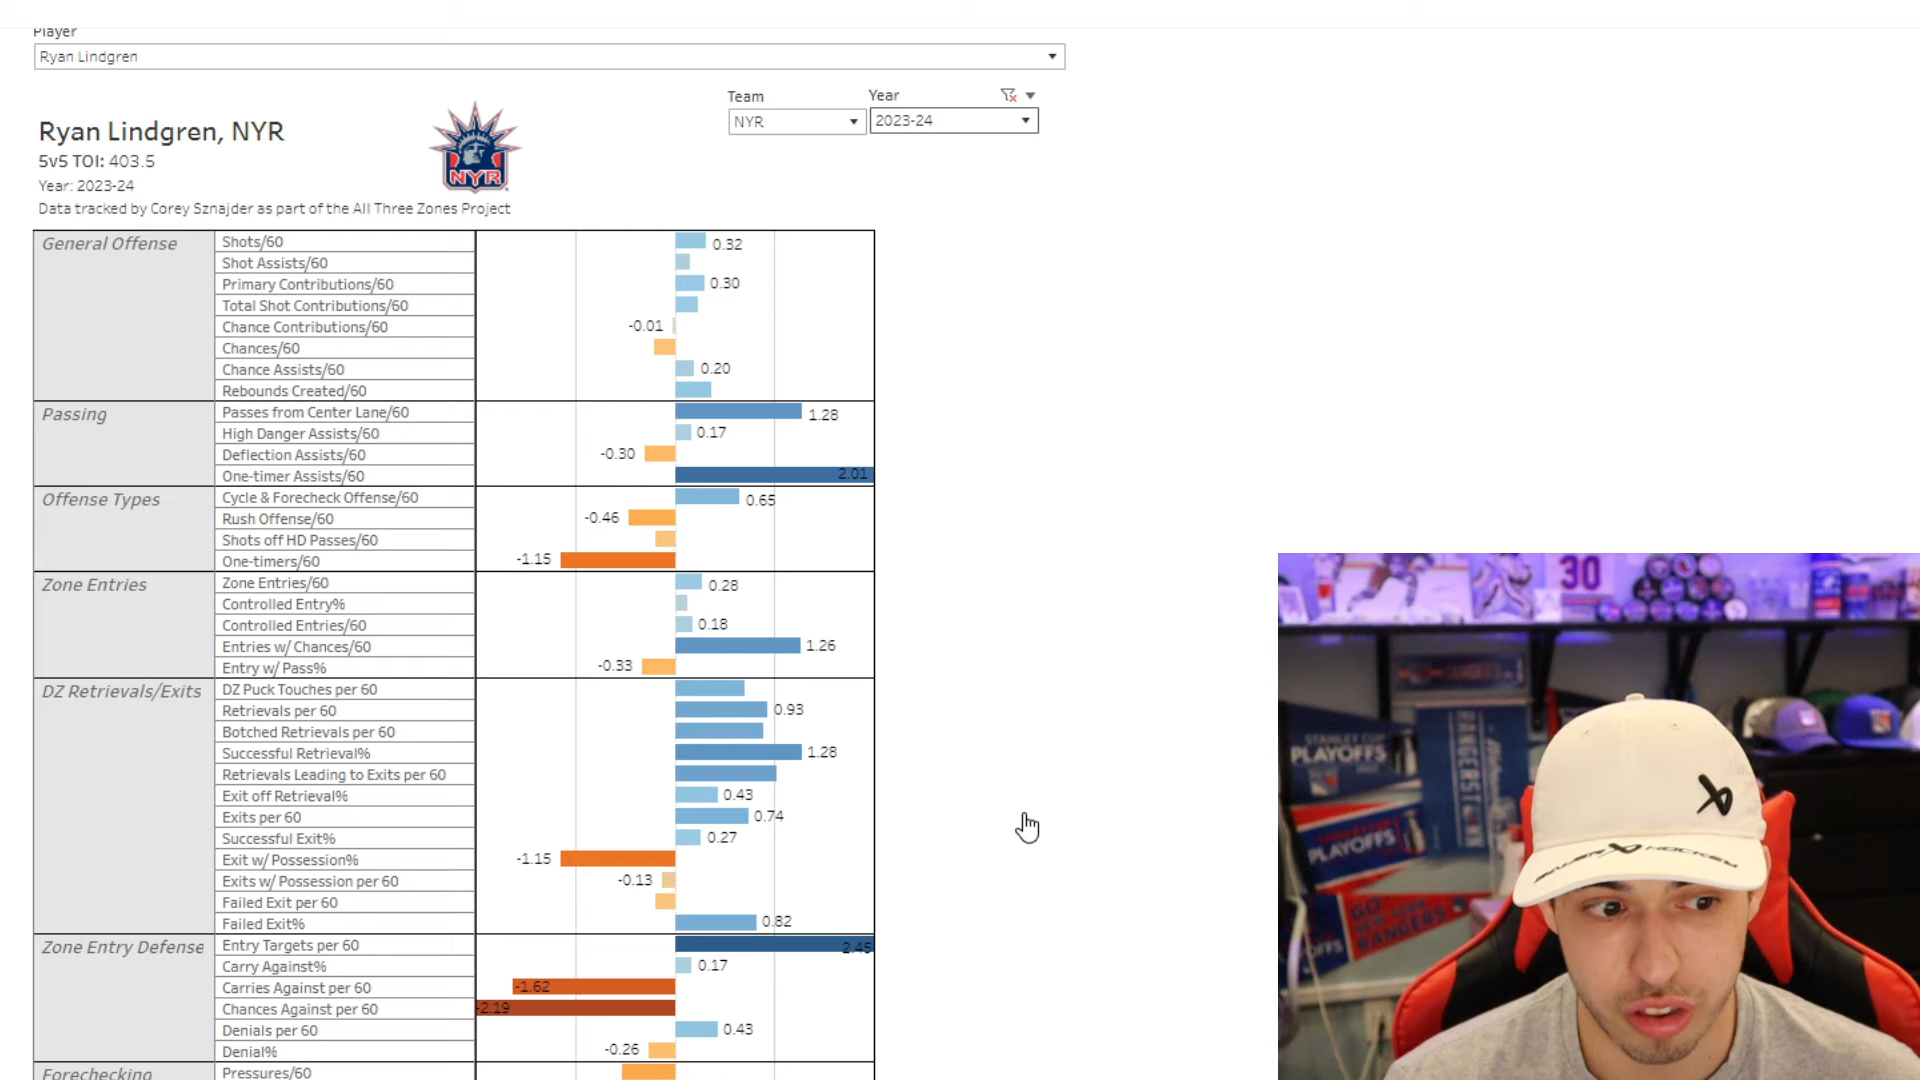 Player
Ryan Lindgren
Team
Year
NYR
2023-24
Ryan Lindgren, NYR
5v5 TOI: 403.5
Year: 2023-24
Data tracked by Corey Sznajder as part of the All Three Zones Project
NYR
General Offense
Shots/60 0.32
Shot Assists/60
Primary Contributions/60 0.30
Total Shot Contributions/60
Chance Contributions/60 -0.01
Chances/60
Chance Assists/60 0.20
Rebounds Created/60
Passing
Passes from Center Lane/60 1.28
High Danger Assists/60 0.17
Deflection Assists/60 -0.30
One-timer Assists/60 2.01
Offense Types
Cycle & Forecheck Offense/60 0.65
Rush Offense/60 -0.46
Shots off HD Passes/60
One-timers/60 -1.15
Zone Entries
Zone Entries/60 0.28
Controlled Entry%
Controlled Entries/60 0.18
Entries w/ Chances/60 1.26
Entry w/ Pass% -0.33
DZ Retrievals/Exits
DZ Puck Touches per 60
Retrievals per 60 0.93
Botched Retrievals per 60
Successful Retrieval% 1.28
Retrievals Leading to Exits per 60
Exit off Retrieval% 0.43
Exits per 60 0.74
Successful Exit% 0.27
Exit w/ Possession% -1.15
Exits w/ Possession per 60 -0.13
Failed Exit per 60
Failed Exit% 0.82
Zone Entry Defense
Entry Targets per 60 2.45
Carry Against% 0.17
Carries Against per 60 -1.62
Chances Against per 60 -2.19
Denials per 60 0.43
Denial% -0.26
Forechecking
Pressures/60
30
STANLEY CUP
PLAYOFFS
PLAYOFFS
GO
RANGERS
HOCKEY